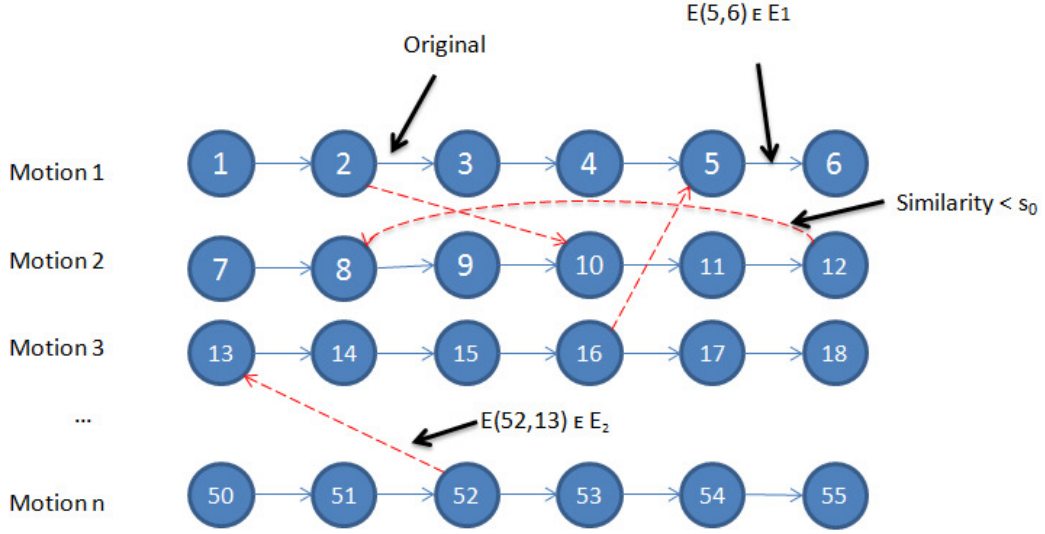 E(5,6) ε E1
Original
Motion 1
1 2 3 4 5 6
Similarity < s₀
Motion 2
7 8 9 10 11 12
Motion 3
13 14 15 16 17 18
...
E(52,13) ε E₂
Motion n
50 51 52 53 54 55